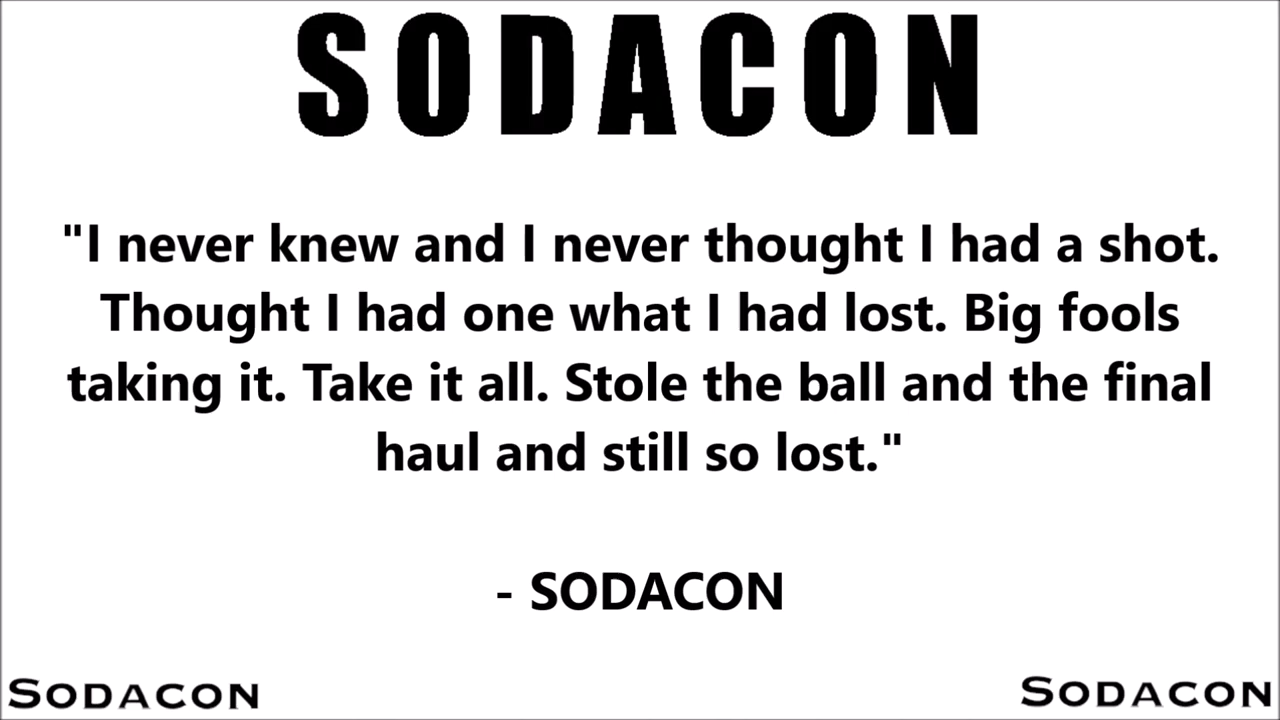 SODACON
"I never knew and I never thought I had a shot.
Thought I had one what I had lost. Big fools
taking it. Take it all. Stole the ball and the final
haul and still so lost."
- SODACON
SODACON
SODACON